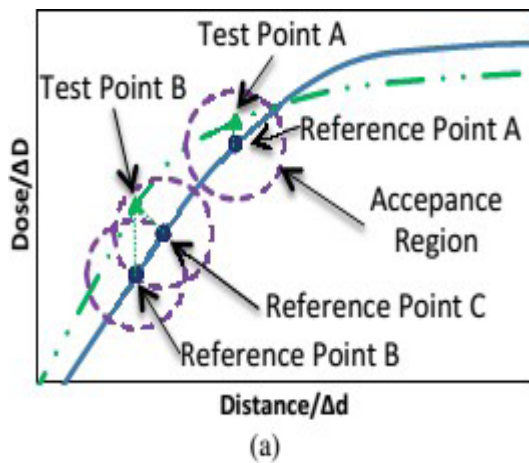 Test Point A
Test Point B
Reference Point A
Accepance
Region
Reference Point C
Reference Point B
Dose/ΔD
Distance/Δd
(a)